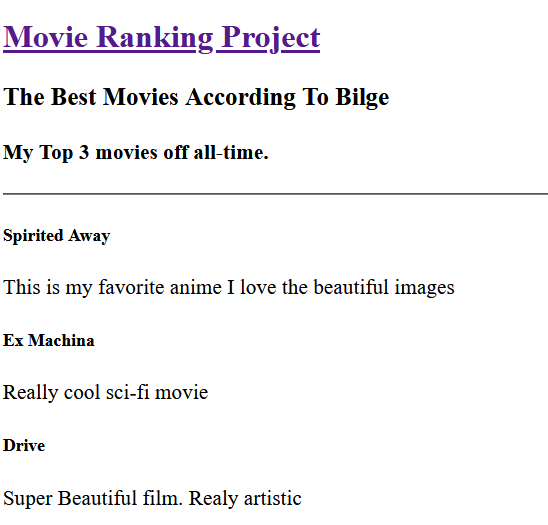 Movie Ranking Project
The Best Movies According To Bilge
My Top 3 movies off all-time.
Spirited Away
This is my favorite anime I love the beautiful images
Ex Machina
Really cool sci-fi movie
Drive
Super Beautiful film. Realy artistic